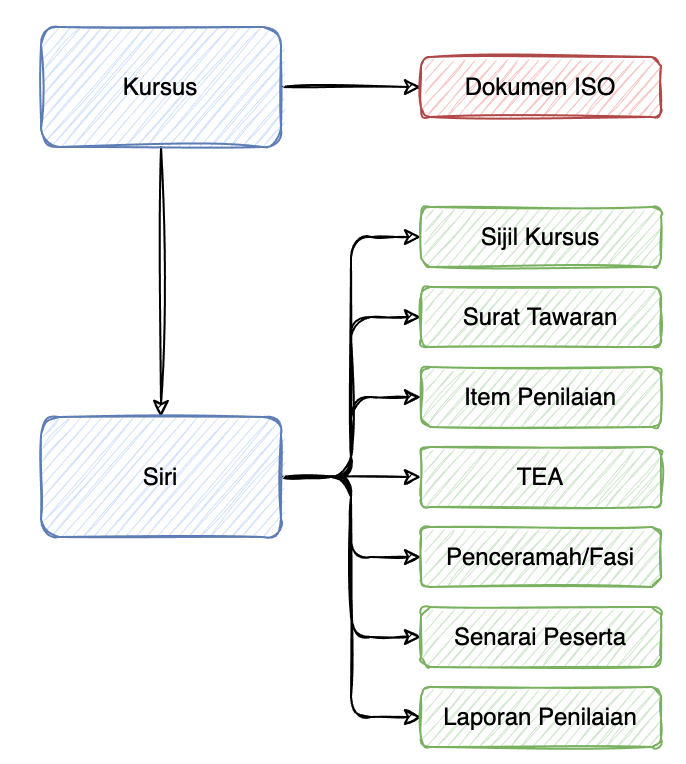 Kursus
Dokumen ISO
Sijil Kursus
Surat Tawaran
Item Penilaian
Siri
TEA
Penceramah/Fasi
Senarai Peserta
Laporan Penilaian